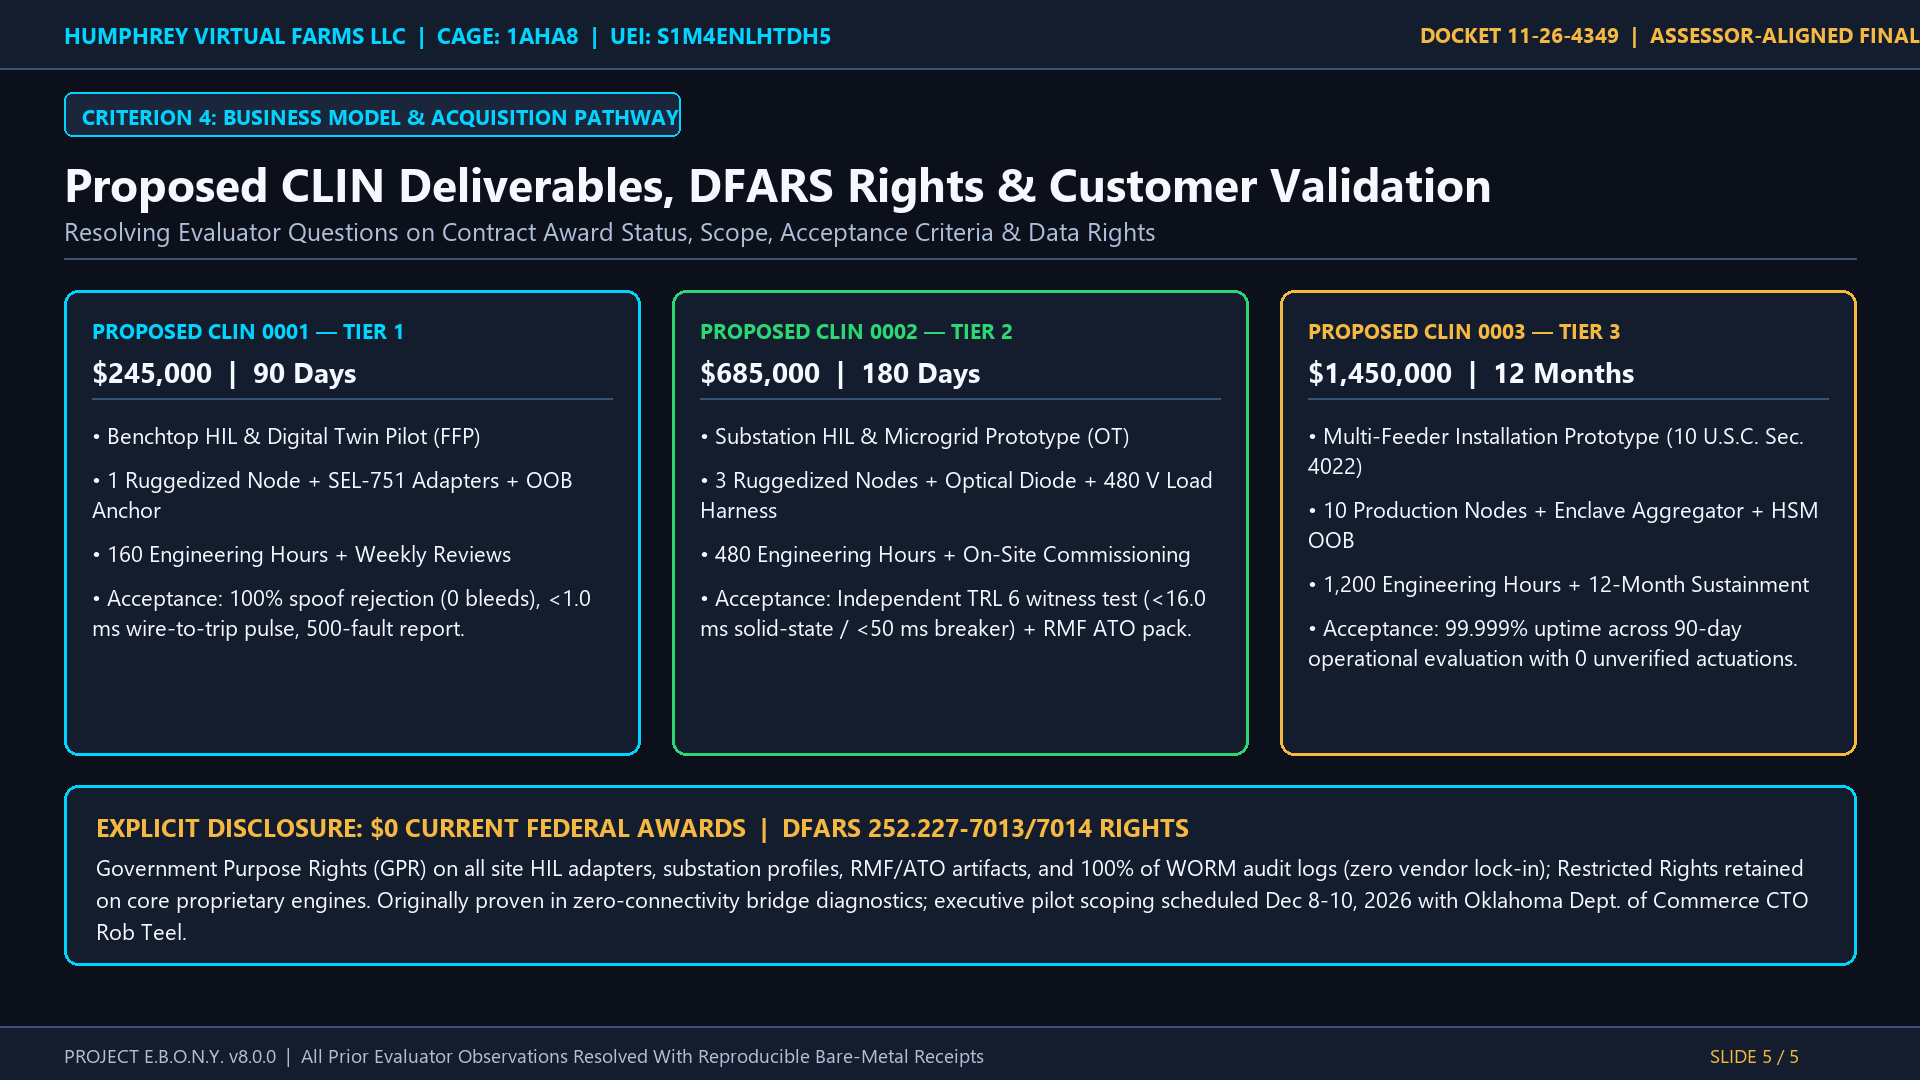 HUMPHREY VIRTUAL FARMS LLC | CAGE: 1AHA8 | UEI: S1M4ENLHTDH5
DOCKET 11-26-4349 | ASSESSOR-ALIGNED FINAL
CRITERION 4: BUSINESS MODEL & ACQUISITION PATHWAY
Proposed CLIN Deliverables, DFARS Rights & Customer Validation
Resolving Evaluator Questions on Contract Award Status, Scope, Acceptance Criteria & Data Rights
PROPOSED CLIN 0001 — TIER 1
$245,000 | 90 Days
• Benchtop HIL & Digital Twin Pilot (FFP)
• 1 Ruggedized Node + SEL-751 Adapters + OOB
Anchor
• 160 Engineering Hours + Weekly Reviews
• Acceptance: 100% spoof rejection (0 bleeds), <1.0
ms wire-to-trip pulse, 500-fault report.
PROPOSED CLIN 0002 — TIER 2
$685,000 | 180 Days
• Substation HIL & Microgrid Prototype (OT)
• 3 Ruggedized Nodes + Optical Diode + 480 V Load
Harness
• 480 Engineering Hours + On-Site Commissioning
• Acceptance: Independent TRL 6 witness test (<16.0
ms solid-state / <50 ms breaker) + RMF ATO pack.
PROPOSED CLIN 0003 — TIER 3
$1,450,000 | 12 Months
• Multi-Feeder Installation Prototype (10 U.S.C. Sec.
4022)
• 10 Production Nodes + Enclave Aggregator + HSM
OOB
• 1,200 Engineering Hours + 12-Month Sustainment
• Acceptance: 99.999% uptime across 90-day
operational evaluation with 0 unverified actuations.
EXPLICIT DISCLOSURE: $0 CURRENT FEDERAL AWARDS | DFARS 252.227-7013/7014 RIGHTS
Government Purpose Rights (GPR) on all site HIL adapters, substation profiles, RMF/ATO artifacts, and 100% of WORM audit logs (zero vendor lock-in); Restricted Rights retained
on core proprietary engines. Originally proven in zero-connectivity bridge diagnostics; executive pilot scoping scheduled Dec 8-10, 2026 with Oklahoma Dept. of Commerce CTO
Rob Teel.
PROJECT E.B.O.N.Y. v8.0.0 | All Prior Evaluator Observations Resolved With Reproducible Bare-Metal Receipts
SLIDE 5 / 5